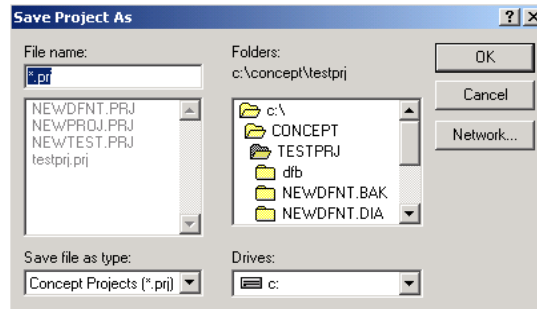 Save Project As
File name:
*.prj
NEWDFNT.PRJ
NEWPROJ.PRJ
NEWTEST.PRJ
testprj.prj
Save file as type:
Concept Projects (*.prj)
Folders:
c:\concept\testprj
c:\
CONCEPT
TESTPRJ
dfb
NEWDFNT.BAK
NEWDFNT.DIA
Drives:
c:
OK
Cancel
Network...